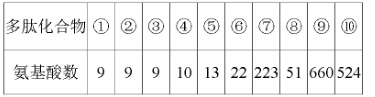 多肽化合物 ① ② ③ ④ ⑤ ⑥ ⑦ ⑧ ⑨ ⑩
氨基酸数 9 9 9 10 13 22 223 51 660 524